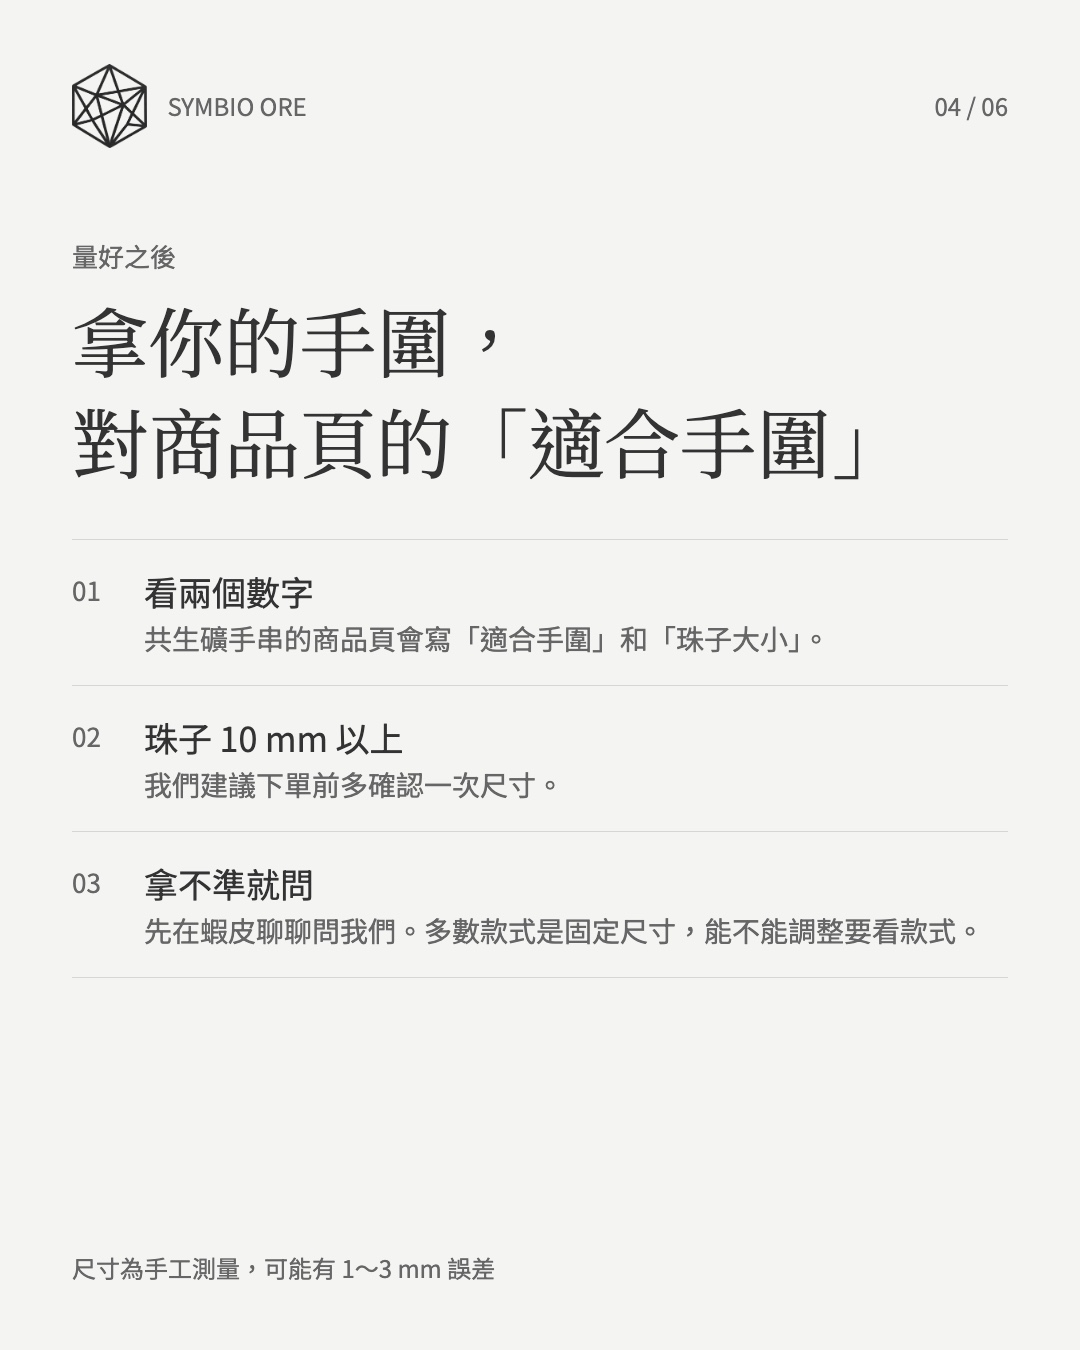 SYMBIO ORE
04 / 06
量好之後
拿你的手圍，
對商品頁的「適合手圍」
01
看兩個數字
共生礦手串的商品頁會寫「適合手圍」和「珠子大小」。
02
珠子 10 mm 以上
我們建議下單前多確認一次尺寸。
03
拿不準就問
先在蝦皮聊聊問我們。多數款式是固定尺寸，能不能調整要看款式。
尺寸為手工測量，可能有 1～3 mm 誤差